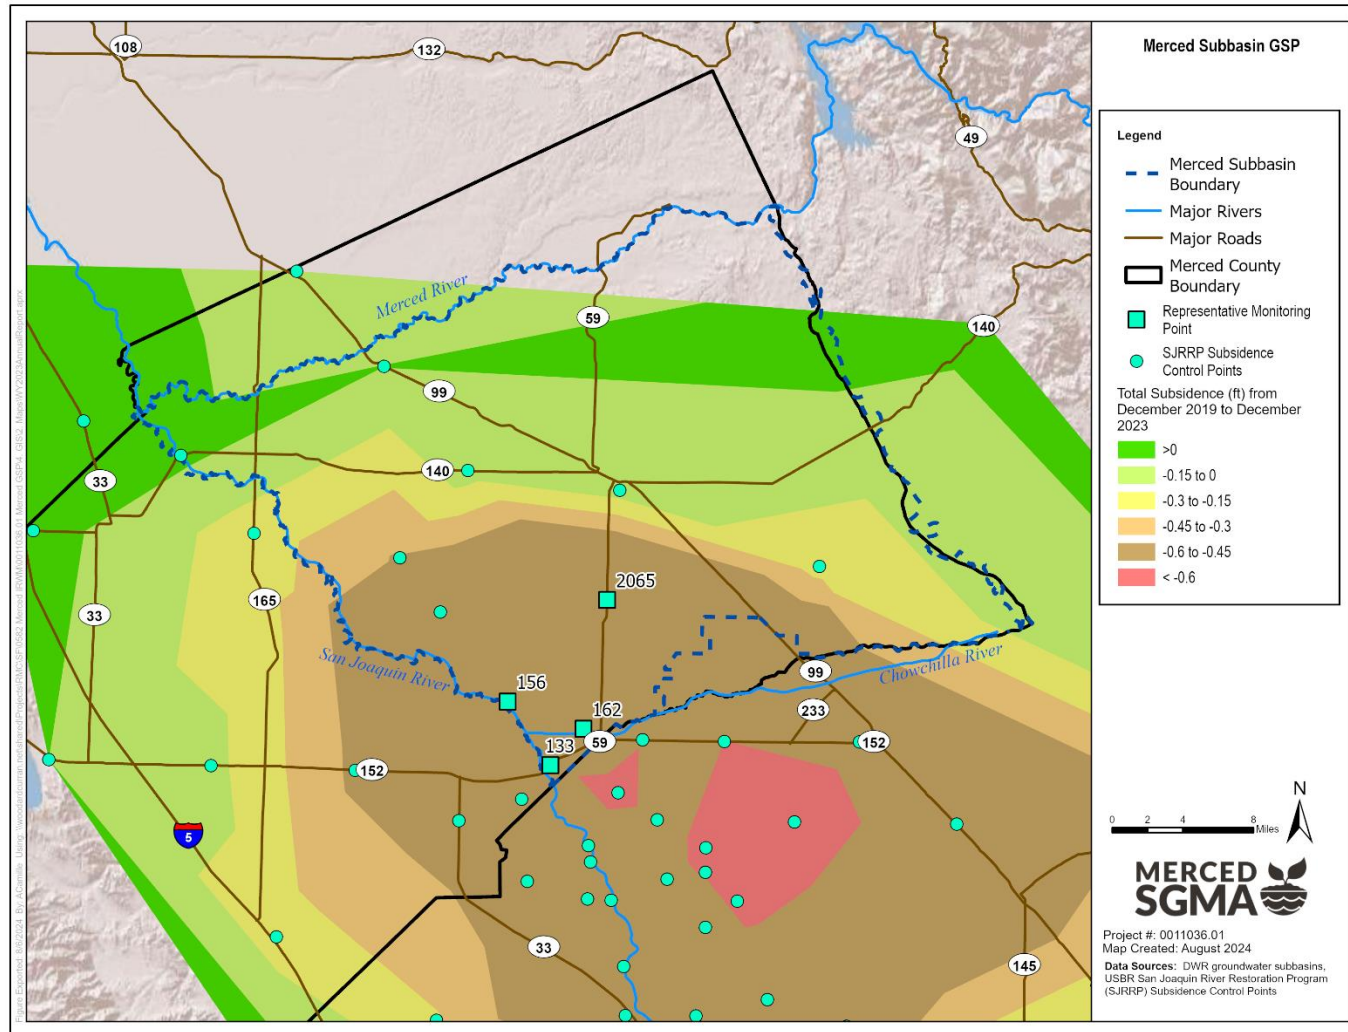 Merced Subbasin GSP
Legend
Merced Subbasin
Boundary
Major Rivers
Major Roads
Merced County
Boundary
Representative Monitoring
Point
SJRRP Subsidence
Control Points
Total Subsidence (ft) from
December 2019 to December
2023
>0
-0.15 to 0
-0.3 to -0.15
-0.45 to -0.3
-0.6 to -0.45
< -0.6
N
0 2 4 8
Miles
MERCED
SGMA
Project #: 0011036.01
Map Created: August 2024
Data Sources: DWR groundwater subbasins,
USBR San Joaquin River Restoration Program
(SJRRP) Subsidence Control Points
108
132
49
Merced River
59
140
99
140
33
165
33
2065
San Joaquin River
156
162
133
59
99
Chowchilla River
233
152
152
5
33
145